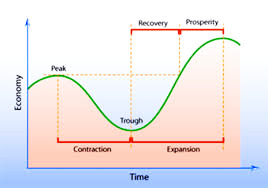 Recovery Prosperity
Peak
Economy
Trough
Contraction Expansion
Time